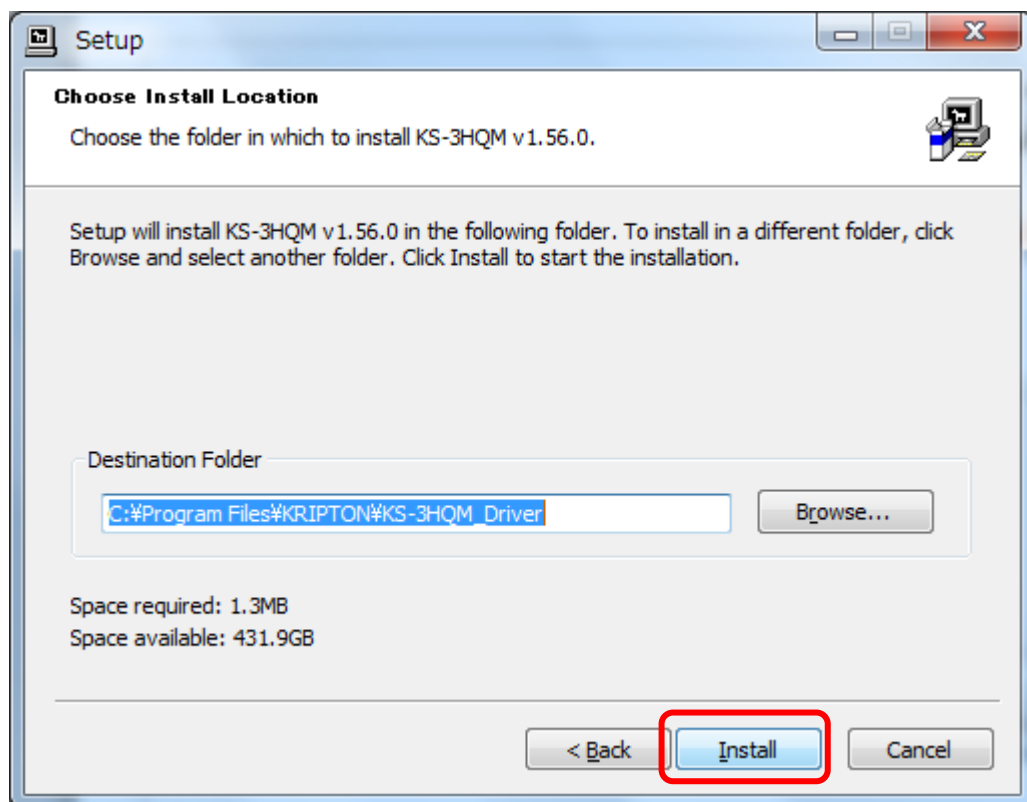 Setup
Choose Install Location
Choose the folder in which to install KS-3HQM v1.56.0.
Setup will install KS-3HQM v1.56.0 in the following folder. To install in a different folder, click
Browse and select another folder. Click Install to start the installation.
Destination Folder
C:¥Program Files¥KRIPTON¥KS-3HQM_Driver
Browse...
Space required: 1.3MB
Space available: 431.9GB
< Back
Install
Cancel